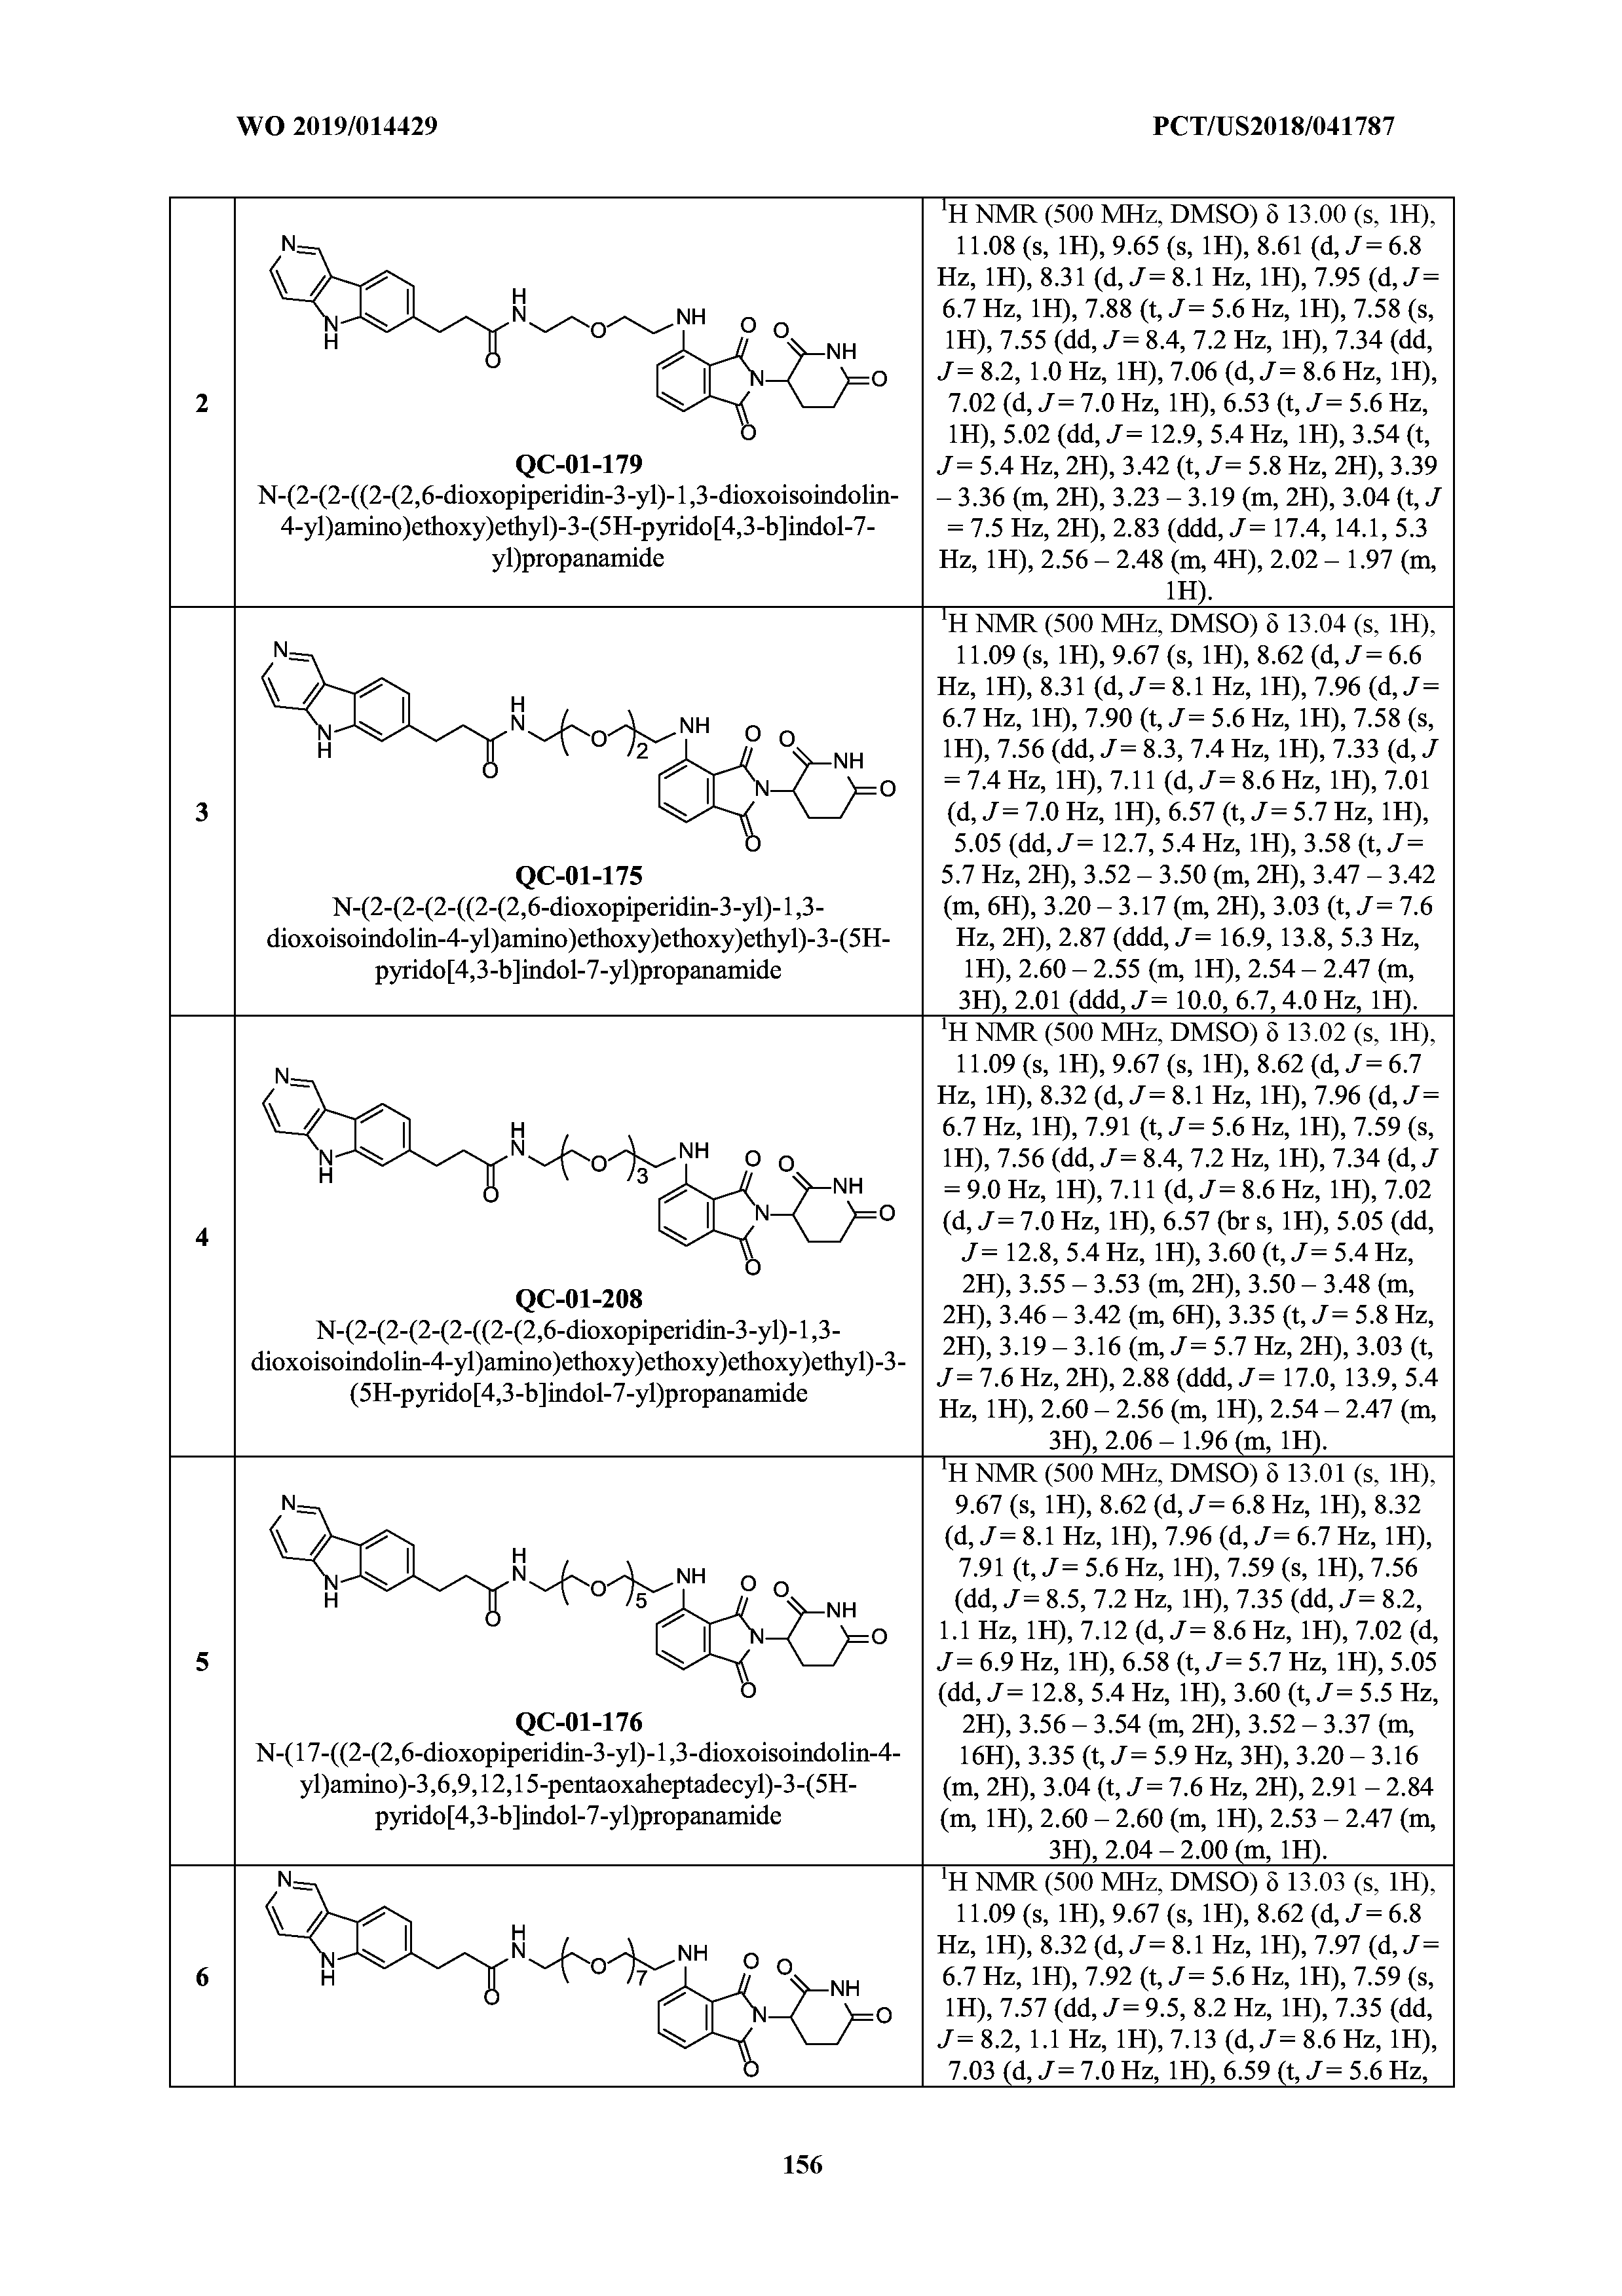 WO 2019/014429
PCT/US2018/041787
2
N
N
H
O
H
N
O
NH
O
O
N
O
NH
O
QC-01-179
N-(2-(2-((2-(2,6-dioxopiperidin-3-yl)-1,3-dioxoisoindolin-
4-yl)amino)ethoxy)ethyl)-3-(5H-pyrido[4,3-b]indol-7-
yl)propanamide
¹H NMR (500 MHz, DMSO) δ 13.00 (s, 1H),
11.08 (s, 1H), 9.65 (s, 1H), 8.61 (d, J = 6.8
Hz, 1H), 8.31 (d, J = 8.1 Hz, 1H), 7.95 (d, J =
6.7 Hz, 1H), 7.88 (t, J = 5.6 Hz, 1H), 7.58 (s,
1H), 7.55 (dd, J = 8.4, 7.2 Hz, 1H), 7.34 (dd,
J = 8.2, 1.0 Hz, 1H), 7.06 (d, J = 8.6 Hz, 1H),
7.02 (d, J = 7.0 Hz, 1H), 6.53 (t, J = 5.6 Hz,
1H), 5.02 (dd, J = 12.9, 5.4 Hz, 1H), 3.54 (t,
J = 5.4 Hz, 2H), 3.42 (t, J = 5.8 Hz, 2H), 3.39
– 3.36 (m, 2H), 3.23 – 3.19 (m, 2H), 3.04 (t, J
= 7.5 Hz, 2H), 2.83 (ddd, J = 17.4, 14.1, 5.3
Hz, 1H), 2.56 – 2.48 (m, 4H), 2.02 – 1.97 (m,
1H).
3
N
N
H
O
H
N
O
2
NH
O
O
N
O
NH
O
QC-01-175
N-(2-(2-(2-((2-(2,6-dioxopiperidin-3-yl)-1,3-
dioxoisoindolin-4-yl)amino)ethoxy)ethoxy)ethyl)-3-(5H-
pyrido[4,3-b]indol-7-yl)propanamide
¹H NMR (500 MHz, DMSO) δ 13.04 (s, 1H),
11.09 (s, 1H), 9.67 (s, 1H), 8.62 (d, J = 6.6
Hz, 1H), 8.31 (d, J = 8.1 Hz, 1H), 7.96 (d, J =
6.7 Hz, 1H), 7.90 (t, J = 5.6 Hz, 1H), 7.58 (s,
1H), 7.56 (dd, J = 8.3, 7.4 Hz, 1H), 7.33 (d, J
= 7.4 Hz, 1H), 7.11 (d, J = 8.6 Hz, 1H), 7.01
(d, J = 7.0 Hz, 1H), 6.57 (t, J = 5.7 Hz, 1H),
5.05 (dd, J = 12.7, 5.4 Hz, 1H), 3.58 (t, J =
5.7 Hz, 2H), 3.52 – 3.50 (m, 2H), 3.47 – 3.42
(m, 6H), 3.20 – 3.17 (m, 2H), 3.03 (t, J = 7.6
Hz, 2H), 2.87 (ddd, J = 16.9, 13.8, 5.3 Hz,
1H), 2.60 – 2.55 (m, 1H), 2.54 – 2.47 (m,
3H), 2.01 (ddd, J = 10.0, 6.7, 4.0 Hz, 1H).
4
N
N
H
O
H
N
O
3
NH
O
O
N
O
NH
O
QC-01-208
N-(2-(2-(2-(2-((2-(2,6-dioxopiperidin-3-yl)-1,3-
dioxoisoindolin-4-yl)amino)ethoxy)ethoxy)ethoxy)ethyl)-3-
(5H-pyrido[4,3-b]indol-7-yl)propanamide
¹H NMR (500 MHz, DMSO) δ 13.02 (s, 1H),
11.09 (s, 1H), 9.67 (s, 1H), 8.62 (d, J = 6.7
Hz, 1H), 8.32 (d, J = 8.1 Hz, 1H), 7.96 (d, J =
6.7 Hz, 1H), 7.91 (t, J = 5.6 Hz, 1H), 7.59 (s,
1H), 7.56 (dd, J = 8.4, 7.2 Hz, 1H), 7.34 (d, J
= 9.0 Hz, 1H), 7.11 (d, J = 8.6 Hz, 1H), 7.02
(d, J = 7.0 Hz, 1H), 6.57 (br s, 1H), 5.05 (dd,
J = 12.8, 5.4 Hz, 1H), 3.60 (t, J = 5.4 Hz,
2H), 3.55 – 3.53 (m, 2H), 3.50 – 3.48 (m,
2H), 3.46 – 3.42 (m, 6H), 3.35 (t, J = 5.8 Hz,
2H), 3.19 – 3.16 (m, J = 5.7 Hz, 2H), 3.03 (t,
J = 7.6 Hz, 2H), 2.88 (ddd, J = 17.0, 13.9, 5.4
Hz, 1H), 2.60 – 2.56 (m, 1H), 2.54 – 2.47 (m,
3H), 2.06 – 1.96 (m, 1H).
5
N
N
H
O
H
N
O
5
NH
O
O
N
O
NH
O
QC-01-176
N-(17-((2-(2,6-dioxopiperidin-3-yl)-1,3-dioxoisoindolin-4-
yl)amino)-3,6,9,12,15-pentaoxaheptadecyl)-3-(5H-
pyrido[4,3-b]indol-7-yl)propanamide
¹H NMR (500 MHz, DMSO) δ 13.01 (s, 1H),
9.67 (s, 1H), 8.62 (d, J = 6.8 Hz, 1H), 8.32
(d, J = 8.1 Hz, 1H), 7.96 (d, J = 6.7 Hz, 1H),
7.91 (t, J = 5.6 Hz, 1H), 7.59 (s, 1H), 7.56
(dd, J = 8.5, 7.2 Hz, 1H), 7.35 (dd, J = 8.2,
1.1 Hz, 1H), 7.12 (d, J = 8.6 Hz, 1H), 7.02 (d,
J = 6.9 Hz, 1H), 6.58 (t, J = 5.7 Hz, 1H), 5.05
(dd, J = 12.8, 5.4 Hz, 1H), 3.60 (t, J = 5.5 Hz,
2H), 3.56 – 3.54 (m, 2H), 3.52 – 3.37 (m,
16H), 3.35 (t, J = 5.9 Hz, 3H), 3.20 – 3.16
(m, 2H), 3.04 (t, J = 7.6 Hz, 2H), 2.91 – 2.84
(m, 1H), 2.60 – 2.60 (m, 1H), 2.53 – 2.47 (m,
3H), 2.04 – 2.00 (m, 1H).
6
N
N
H
O
H
N
O
7
NH
O
O
N
O
NH
O
¹H NMR (500 MHz, DMSO) δ 13.03 (s, 1H),
11.09 (s, 1H), 9.67 (s, 1H), 8.62 (d, J = 6.8
Hz, 1H), 8.32 (d, J = 8.1 Hz, 1H), 7.97 (d, J =
6.7 Hz, 1H), 7.92 (t, J = 5.6 Hz, 1H), 7.59 (s,
1H), 7.57 (dd, J = 9.5, 8.2 Hz, 1H), 7.35 (dd,
J = 8.2, 1.1 Hz, 1H), 7.13 (d, J = 8.6 Hz, 1H),
7.03 (d, J = 7.0 Hz, 1H), 6.59 (t, J = 5.6 Hz,
156